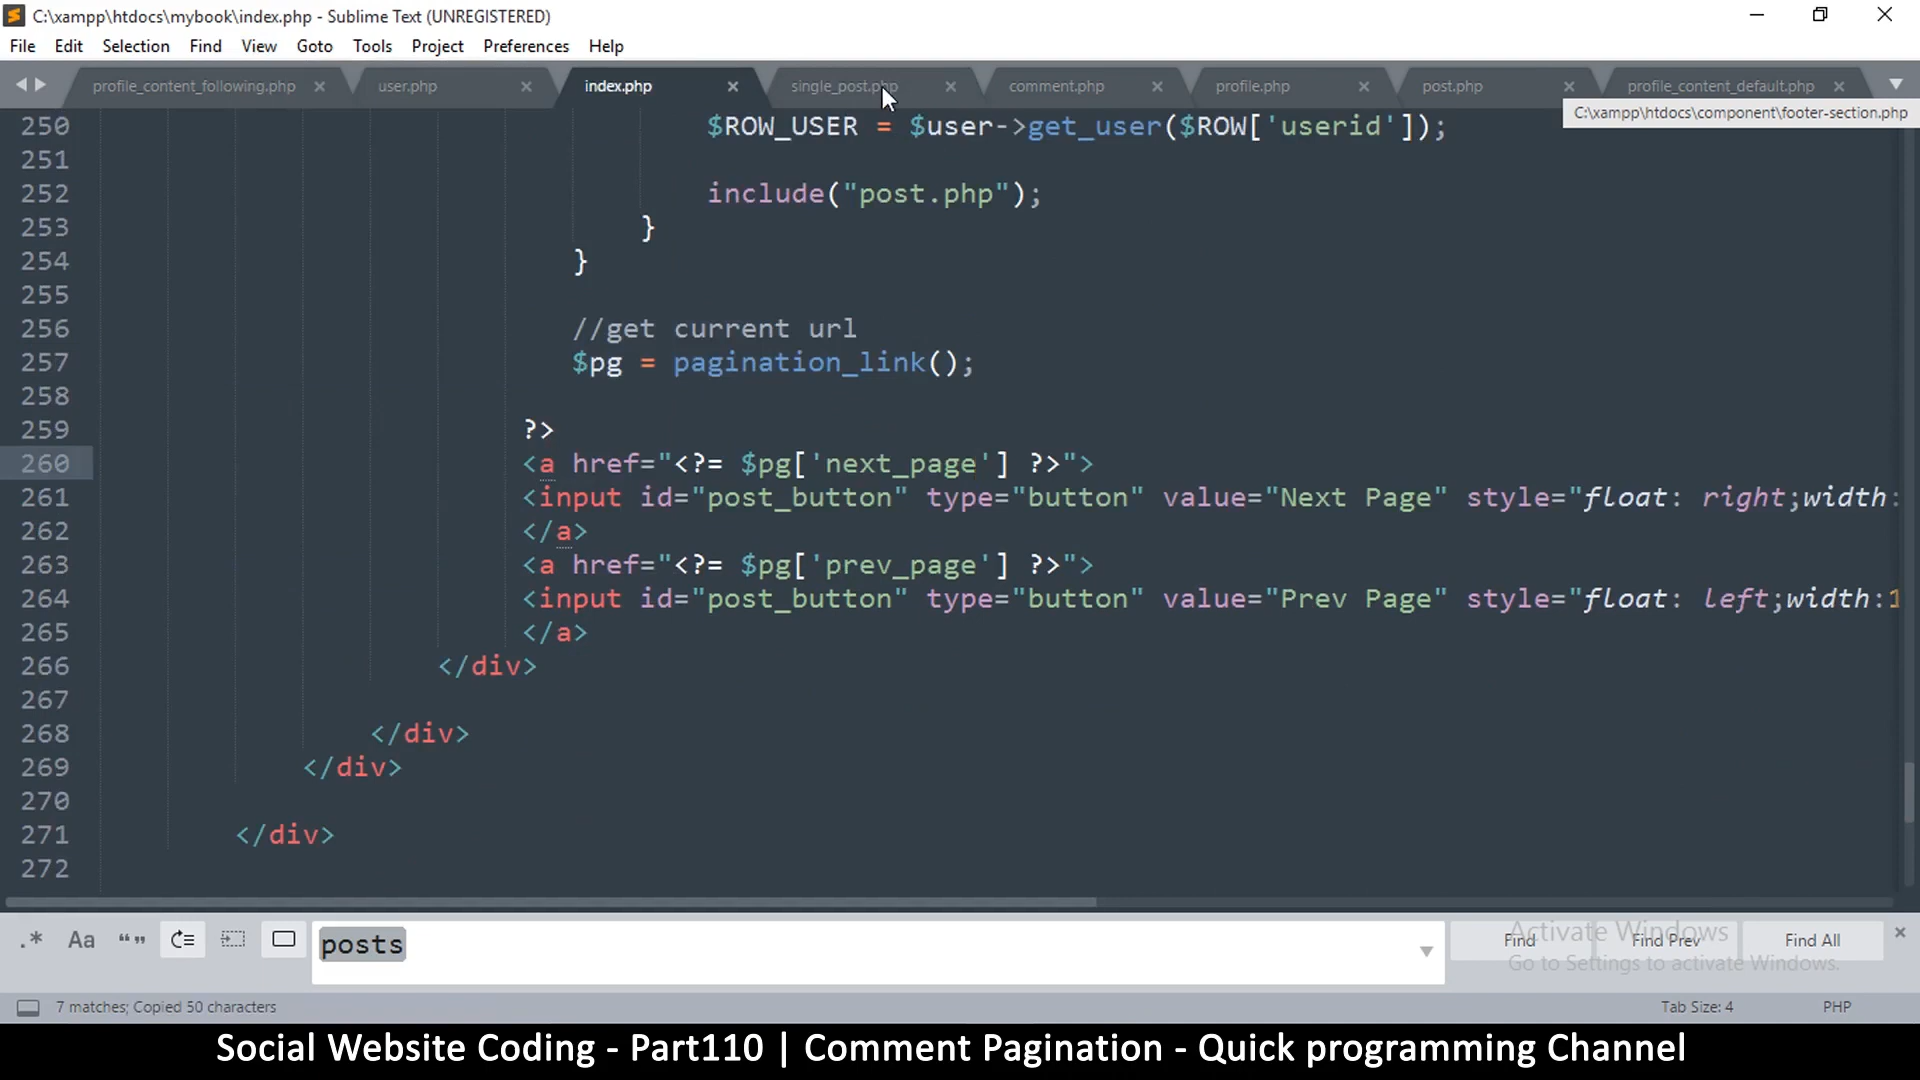 C:\xampp\htdocs\mybook\index.php - Sublime Text (UNREGISTERED)
File Edit Selection Find View Goto Tools Project Preferences Help
profile_content_following.php user.php index.php single_post.php comment.php profile.php post.php profile_content_default.php
C:\xampp\htdocs\component\footer-section.php
250 $ROW_USER = $user->get_user($ROW['userid']);
251
252 include("post.php");
253 }
254 }
255
256 //get current url
257 $pg = pagination_link();
258
259 ?>
260 <a href="<?= $pg['next_page'] ?>">
261 <input id="post_button" type="button" value="Next Page" style="float: right;width:
262 </a>
263 <a href="<?= $pg['prev_page'] ?>">
264 <input id="post_button" type="button" value="Prev Page" style="float: left;width:1
265 </a>
266 </div>
267
268 </div>
269 </div>
270
271 </div>
272
.* Aa “” posts Find Find Prev Find All
Activate Windows
Go to Settings to activate Windows.
7 matches; Copied 50 characters Tab Size: 4 PHP
Social Website Coding - Part110 | Comment Pagination - Quick programming Channel